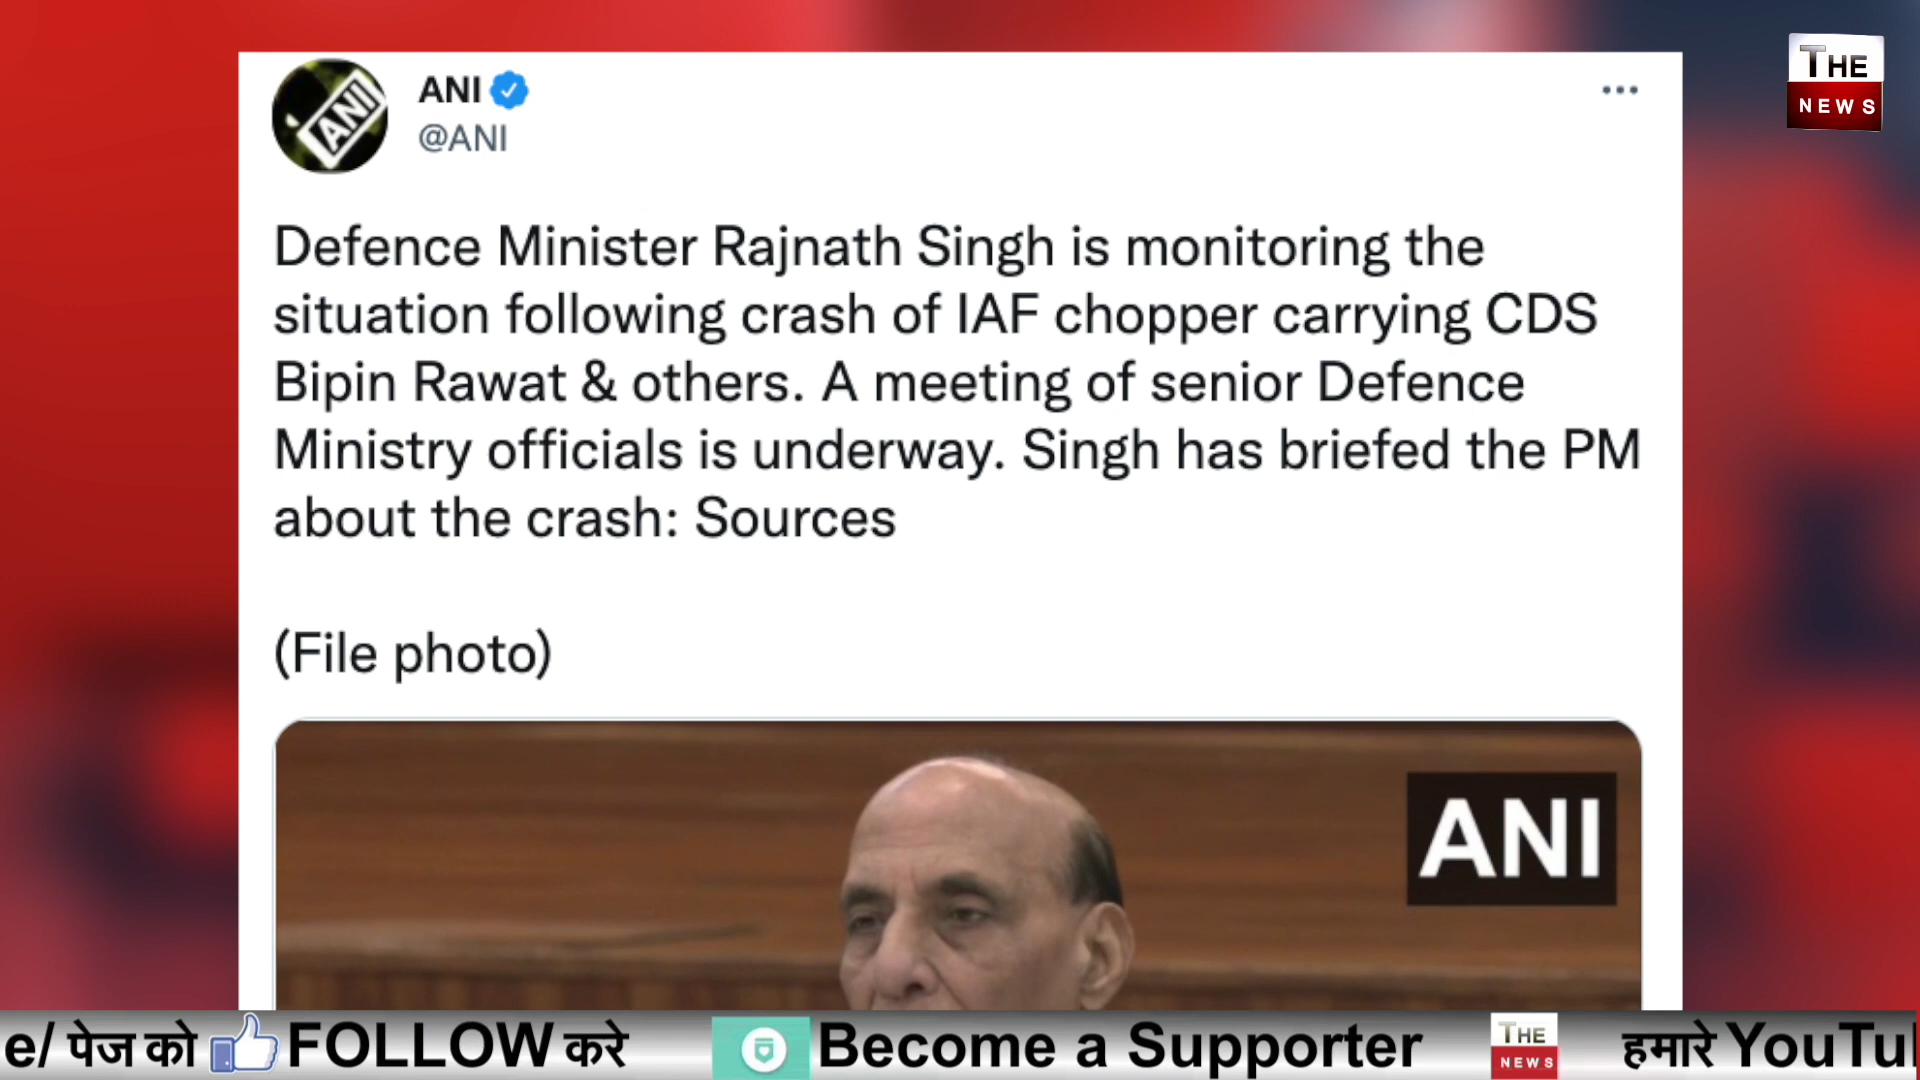 ANI
ANI
@ANI
THE
NEWS
Defence Minister Rajnath Singh is monitoring the
situation following crash of IAF chopper carrying CDS
Bipin Rawat & others. A meeting of senior Defence
Ministry officials is underway. Singh has briefed the PM
about the crash: Sources
(File photo)
ANI
e/ पेज को FOLLOW करे Become a Supporter THE NEWS हमारे YouTu